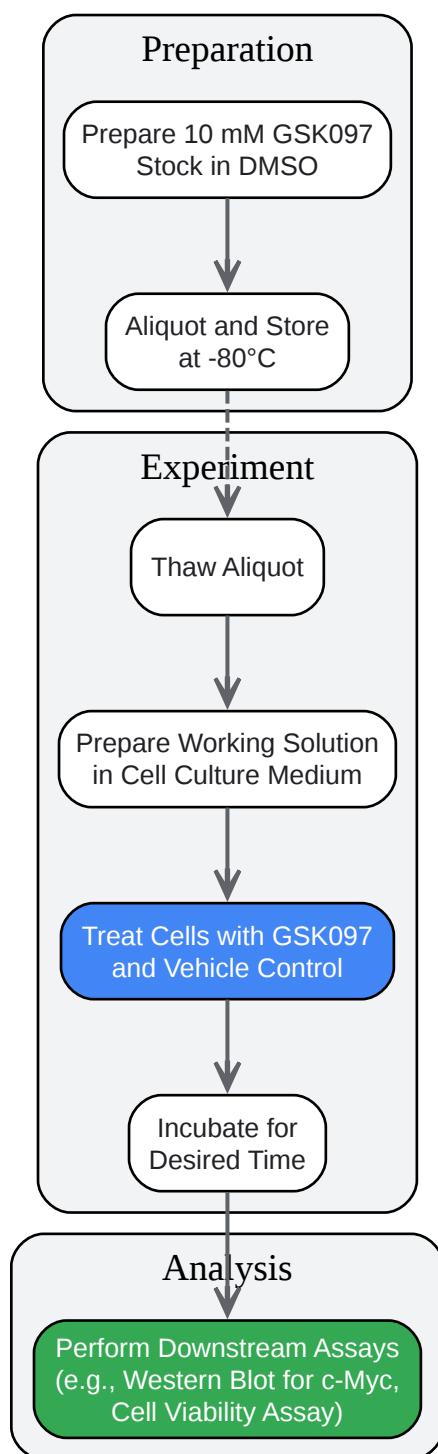 Preparation
Prepare 10 mM GSK097
Stock in DMSO
Aliquot and Store
at -80°C
Experiment
Thaw Aliquot
Prepare Working Solution
in Cell Culture Medium
Treat Cells with GSK097
and Vehicle Control
Incubate for
Desired Time
Analysis
Perform Downstream Assays
(e.g., Western Blot for c-Myc,
Cell Viability Assay)